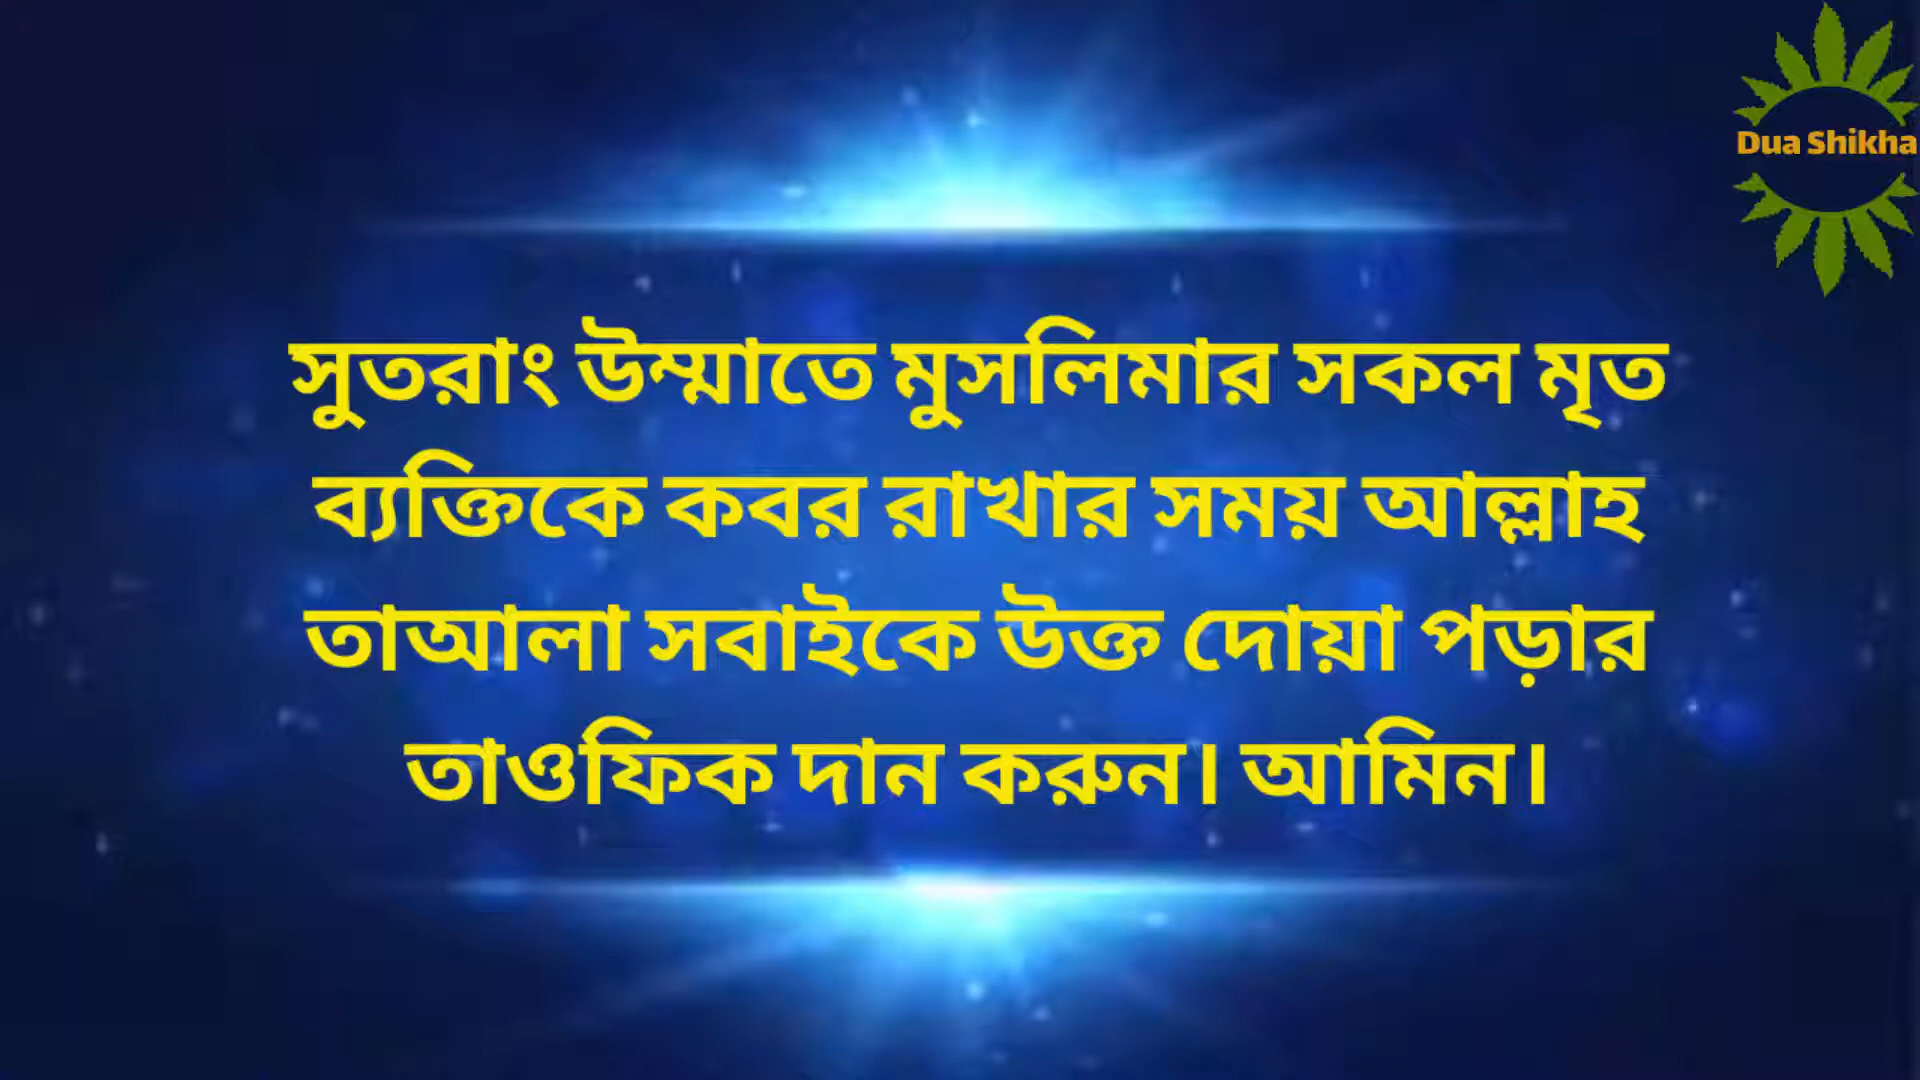 Dua Shikha
সুতরাং উম্মাতে মুসলিমার সকল মৃত
ব্যক্তিকে কবর রাখার সময় আল্লাহ
তাআলা সবাইকে উক্ত দোয়া পড়ার
তাওফিক দান করুন। আমিন।